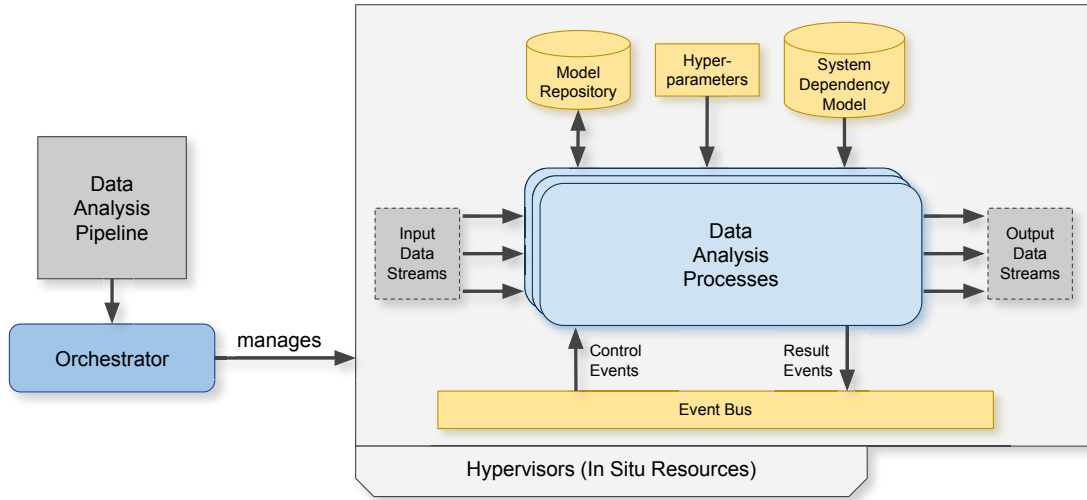 Model
Repository
Hyper-
parameters
System
Dependency
Model
Data
Analysis
Pipeline
Input
Data
Streams
Data
Analysis
Processes
Output
Data
Streams
Orchestrator
manages
Control
Events
Result
Events
Event Bus
Hypervisors (In Situ Resources)